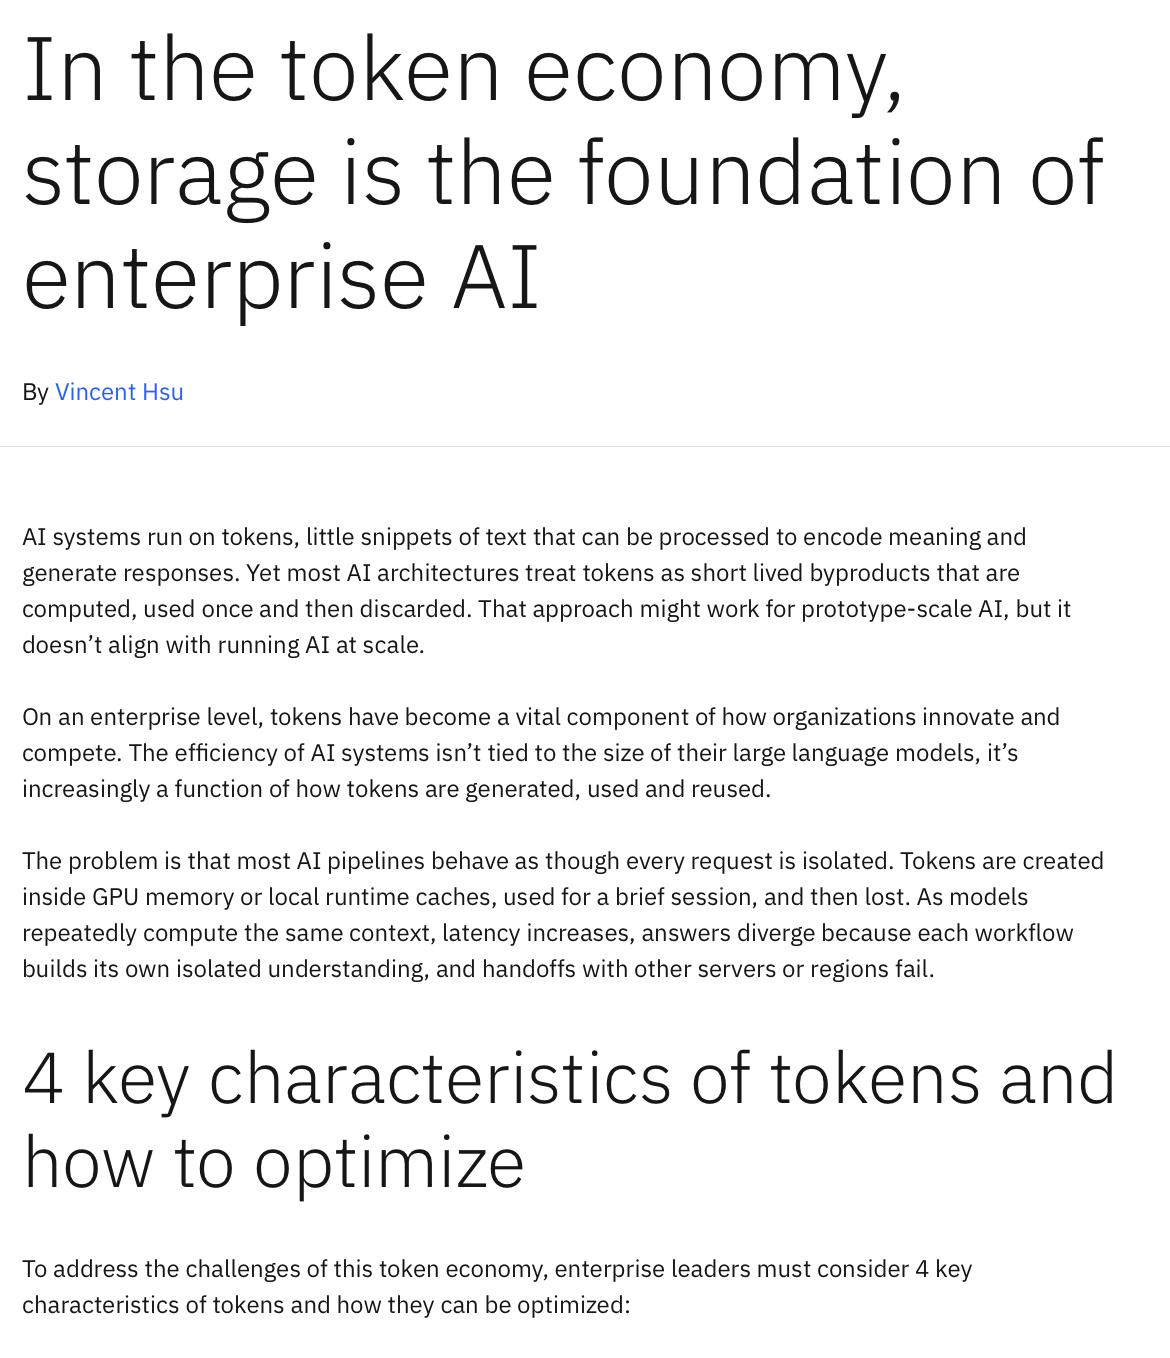 In the token economy,
storage is the foundation of
enterprise AI
By Vincent Hsu
AI systems run on tokens, little snippets of text that can be processed to encode meaning and
generate responses. Yet most AI architectures treat tokens as short lived byproducts that are
computed, used once and then discarded. That approach might work for prototype-scale AI, but it
doesn’t align with running AI at scale.
On an enterprise level, tokens have become a vital component of how organizations innovate and
compete. The efficiency of AI systems isn’t tied to the size of their large language models, it’s
increasingly a function of how tokens are generated, used and reused.
The problem is that most AI pipelines behave as though every request is isolated. Tokens are created
inside GPU memory or local runtime caches, used for a brief session, and then lost. As models
repeatedly compute the same context, latency increases, answers diverge because each workflow
builds its own isolated understanding, and handoffs with other servers or regions fail.
4 key characteristics of tokens and
how to optimize
To address the challenges of this token economy, enterprise leaders must consider 4 key
characteristics of tokens and how they can be optimized: